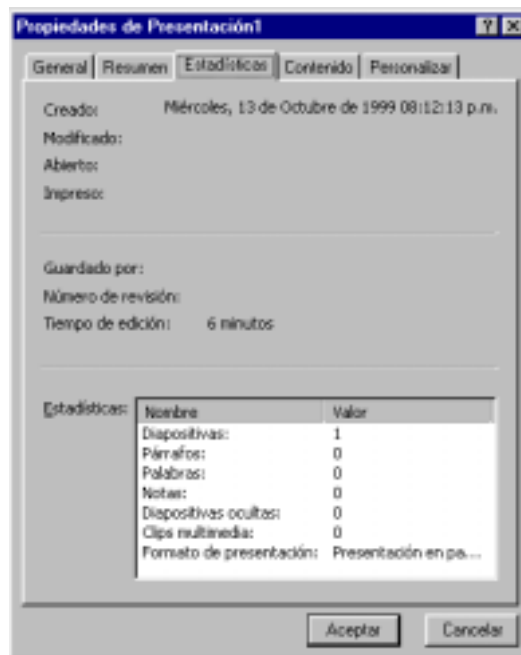 Propiedades de Presentación1
General Resumen Estadísticas Contenido Personalizar
Creado: Miércoles, 13 de Octubre de 1999 08:12:13 p.m.
Modificado:
Abierto:
Impreso:
Guardado por:
Número de revisión:
Tiempo de edición: 6 minutos
Estadísticas: Nombre Valor
Diapositivas: 1
Párrafos: 0
Palabras: 0
Notas: 0
Diapositivas ocultas: 0
Clips multimedia: 0
Formato de presentación: Presentación en pa....
Aceptar Cancelar